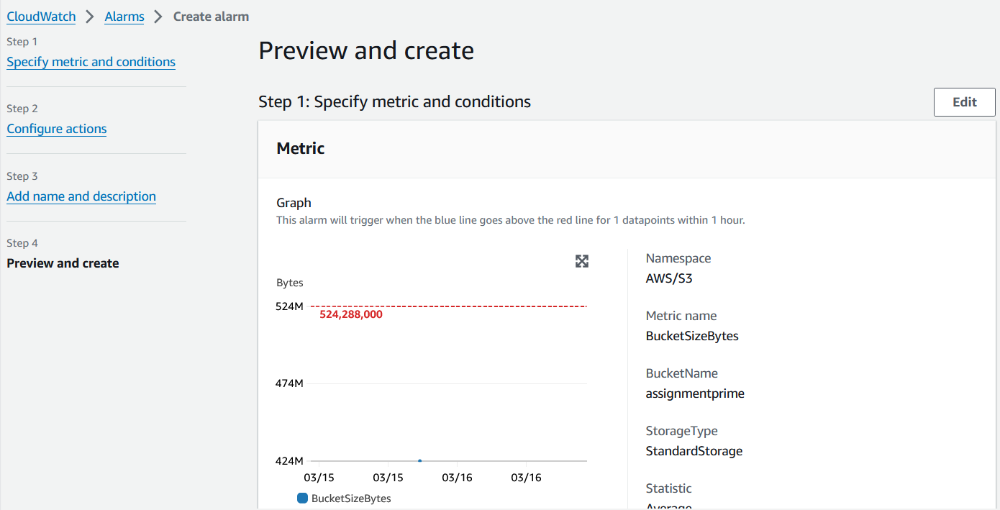 CloudWatch > Alarms > Create alarm
Step 1
Specify metric and conditions
Step 2
Configure actions
Step 3
Add name and description
Step 4
Preview and create
Preview and create
Step 1: Specify metric and conditions
Edit
Metric
Graph
This alarm will trigger when the blue line goes above the red line for 1 datapoints within 1 hour.
Bytes
524M
524,288,000
474M
424M
03/15 03/15 03/16 03/16
BucketSizeBytes
Namespace
AWS/S3
Metric name
BucketSizeBytes
BucketName
assignmentprime
StorageType
StandardStorage
Statistic
Average